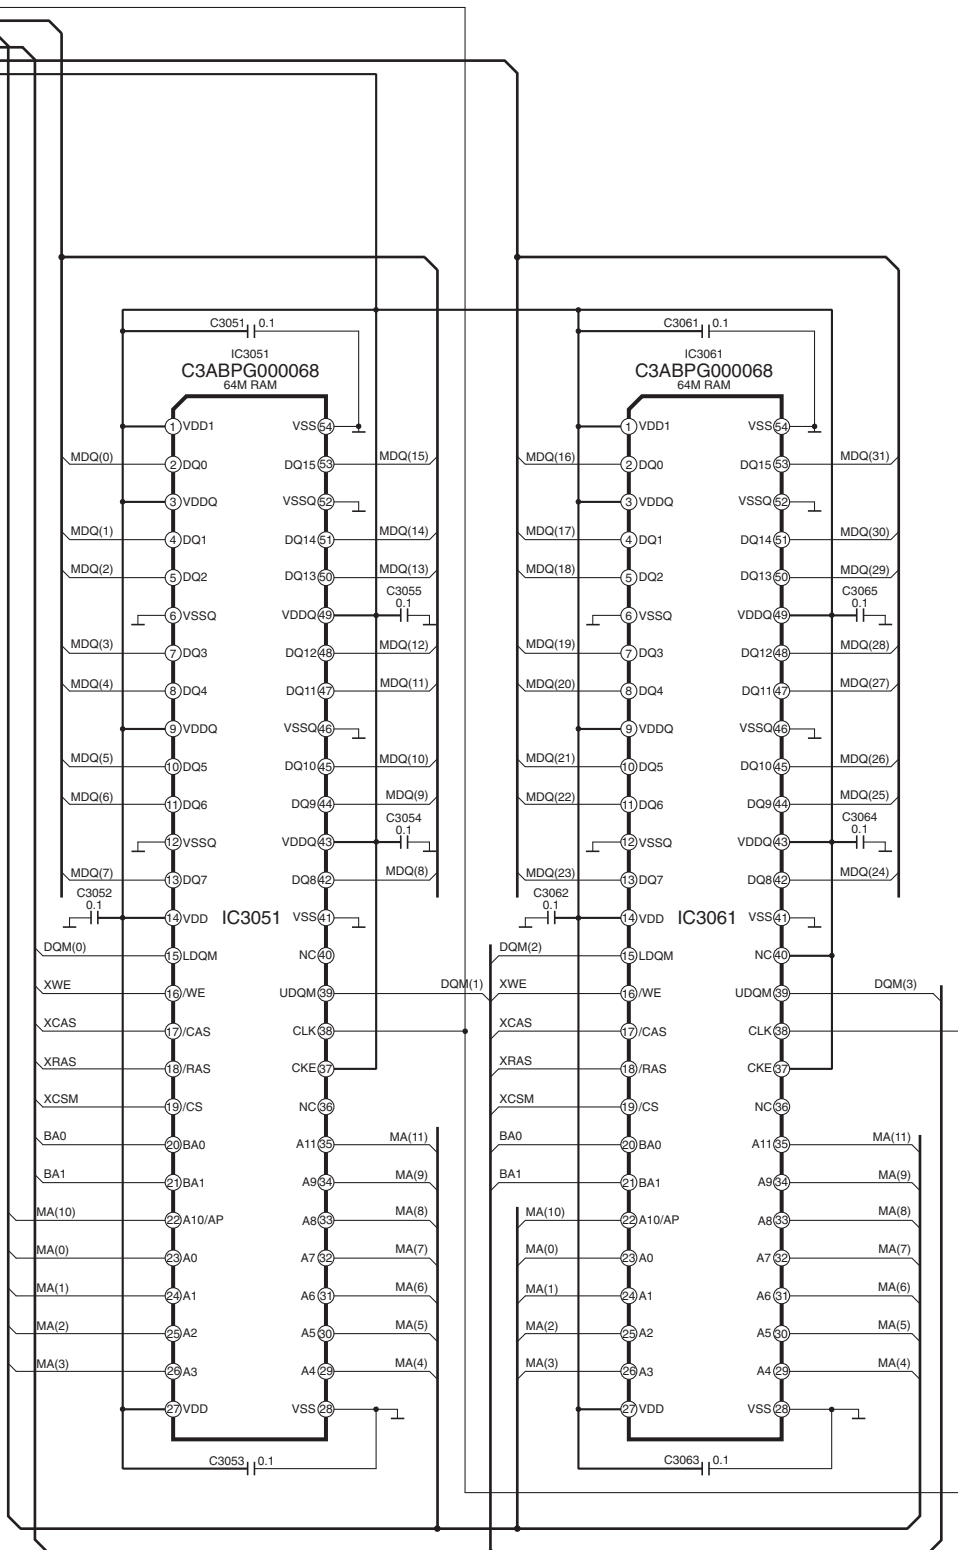 C3051 0.1
IC3051
C3ABPG000068
64M RAM
1 VDD1 VSS 54
MDQ(0) 2 DQ0 DQ15 53 MDQ(15)
3 VDDQ VSSQ 52
MDQ(1) 4 DQ1 DQ14 51 MDQ(14)
MDQ(2) 5 DQ2 DQ13 50 MDQ(13)
C3055
0.1
6 VSSQ VDDQ 49
MDQ(3) 7 DQ3 DQ12 48 MDQ(12)
MDQ(4) 8 DQ4 DQ11 47 MDQ(11)
9 VDDQ VSSQ 46
MDQ(5) 10 DQ5 DQ10 45 MDQ(10)
MDQ(6) 11 DQ6 DQ9 44 MDQ(9)
C3054
0.1
12 VSSQ VDDQ 43
MDQ(7) 13 DQ7 DQ8 42 MDQ(8)
C3052
0.1
14 VDD IC3051 VSS 41
DQM(0) 15 LDQM NC 40
XWE 16 /WE UDQM 39 DQM(1)
XCAS 17 /CAS CLK 38
XRAS 18 /RAS CKE 37
XCSM 19 /CS NC 36
BA0 20 BA0 A11 35 MA(11)
BA1 21 BA1 A9 34 MA(9)
MA(10) 22 A10/AP A8 33 MA(8)
MA(0) 23 A0 A7 32 MA(7)
MA(1) 24 A1 A6 31 MA(6)
MA(2) 25 A2 A5 30 MA(5)
MA(3) 26 A3 A4 29 MA(4)
27 VDD VSS 28
C3053 0.1
C3061 0.1
IC3061
C3ABPG000068
64M RAM
1 VDD1 VSS 54
MDQ(16) 2 DQ0 DQ15 53 MDQ(31)
3 VDDQ VSSQ 52
MDQ(17) 4 DQ1 DQ14 51 MDQ(30)
MDQ(18) 5 DQ2 DQ13 50 MDQ(29)
C3065
0.1
6 VSSQ VDDQ 49
MDQ(19) 7 DQ3 DQ12 48 MDQ(28)
MDQ(20) 8 DQ4 DQ11 47 MDQ(27)
9 VDDQ VSSQ 46
MDQ(21) 10 DQ5 DQ10 45 MDQ(26)
MDQ(22) 11 DQ6 DQ9 44 MDQ(25)
C3064
0.1
12 VSSQ VDDQ 43
MDQ(23) 13 DQ7 DQ8 42 MDQ(24)
C3062
0.1
14 VDD IC3061 VSS 41
DQM(2) 15 LDQM NC 40
XWE 16 /WE UDQM 39 DQM(3)
XCAS 17 /CAS CLK 38
XRAS 18 /RAS CKE 37
XCSM 19 /CS NC 36
BA0 20 BA0 A11 35 MA(11)
BA1 21 BA1 A9 34 MA(9)
MA(10) 22 A10/AP A8 33 MA(8)
MA(0) 23 A0 A7 32 MA(7)
MA(1) 24 A1 A6 31 MA(6)
MA(2) 25 A2 A5 30 MA(5)
MA(3) 26 A3 A4 29 MA(4)
27 VDD VSS 28
C3063 0.1